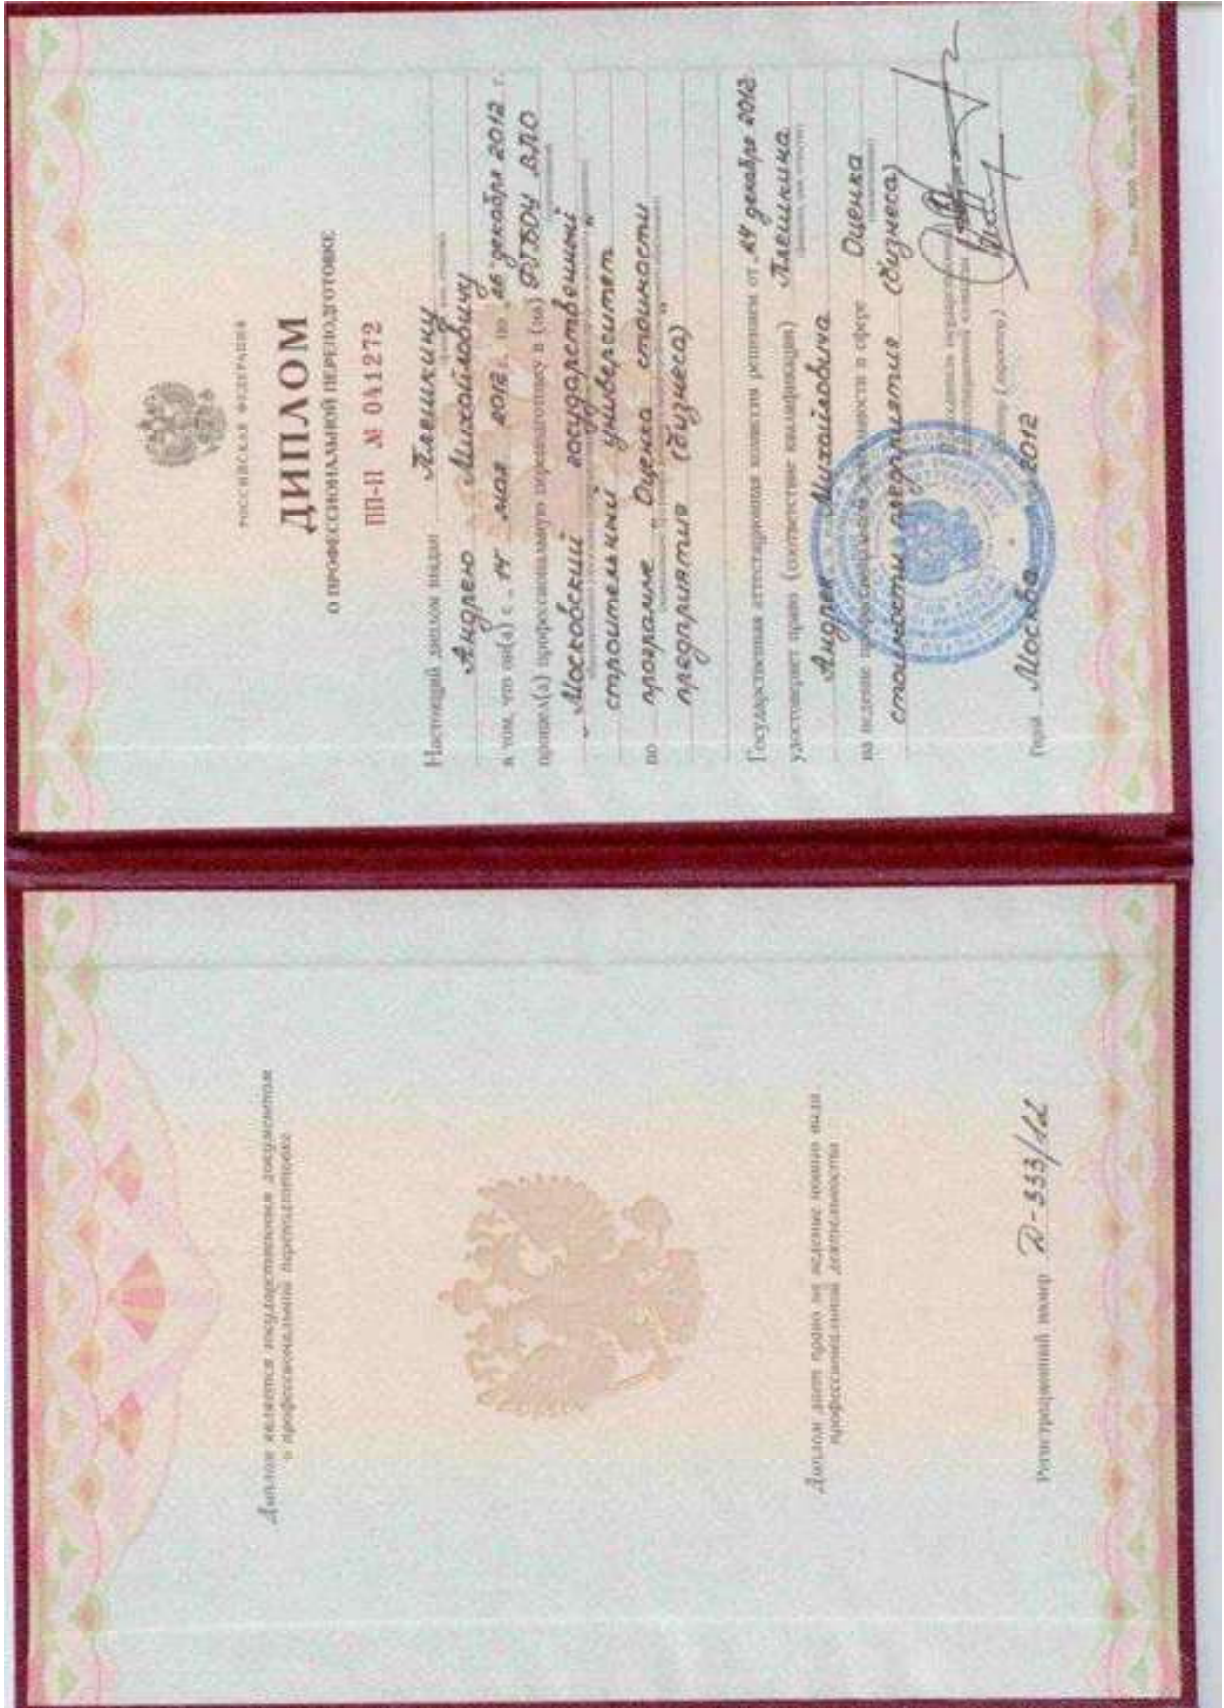 Диплом является государственным документом
о профессиональной переподготовке
Диплом дает право на ведение нового вида
профессиональной деятельности
Регистрационный номер Д-333/12
РОССИЙСКАЯ ФЕДЕРАЦИЯ
ДИПЛОМ
О ПРОФЕССИОНАЛЬНОЙ ПЕРЕПОДГОТОВКЕ
ПП-II № 041272
Настоящий диплом выдан Плешкину
Андрею Михайловичу
в том, что он(а) с „14 мая 2012 г. по „26 декабря 2012 г.
прошел(а) профессиональную переподготовку в (на) ФГБОУ ВПО
„Московский государственный
строительный университет"
по программе „Оценка стоимости
предприятия (бизнеса)
Государственная аттестационная комиссия решением от декабря 2012
удостоверяет право (соответствие квалификации) Плешкина
Андрея Михайловича
на ведение профессиональной деятельности в сфере Оценка
стоимости предприятия (бизнеса)
Город Москва 2012